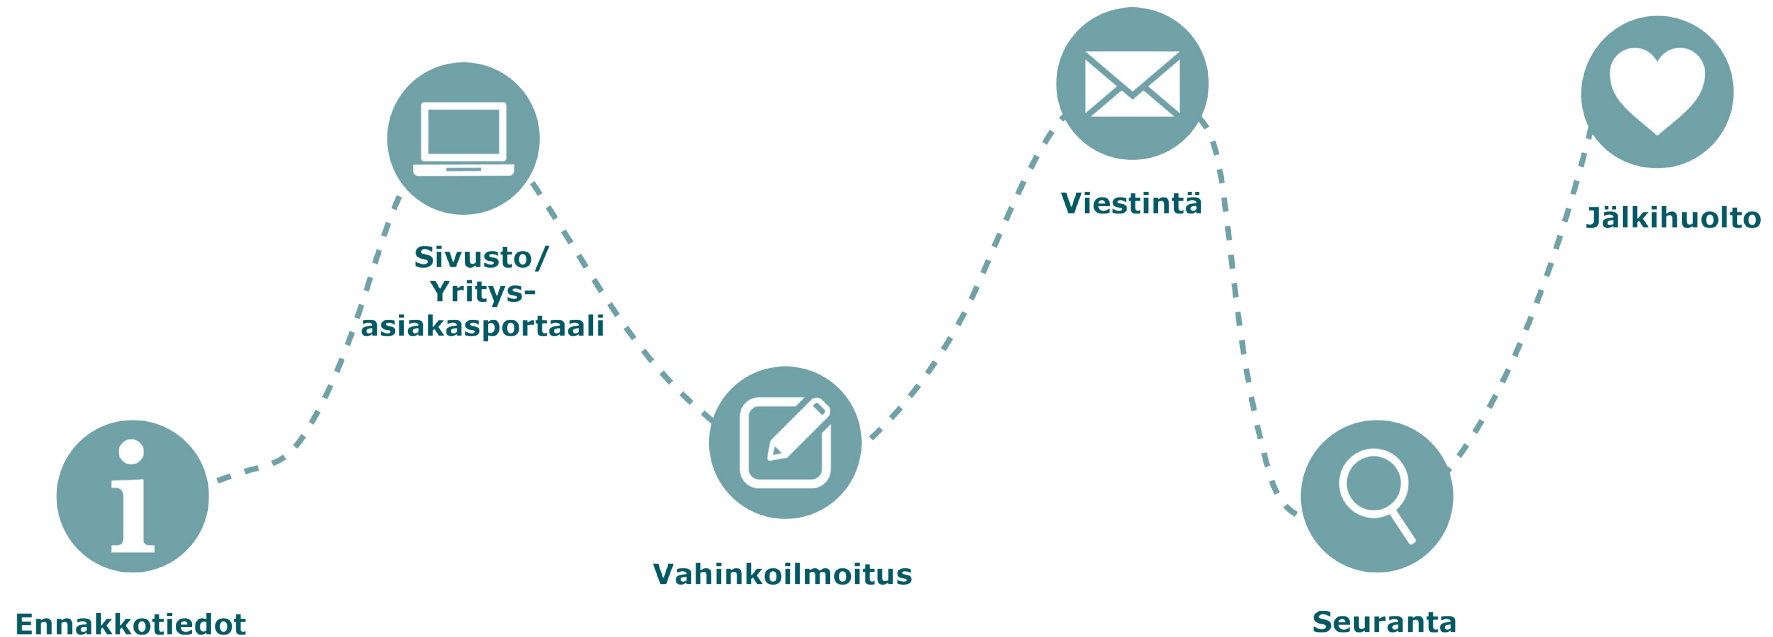 Ennakkotiedot
Sivusto/
Yritys-
asiakasportaali
Vahinkoilmoitus
Viestintä
Seuranta
Jälkihuolto